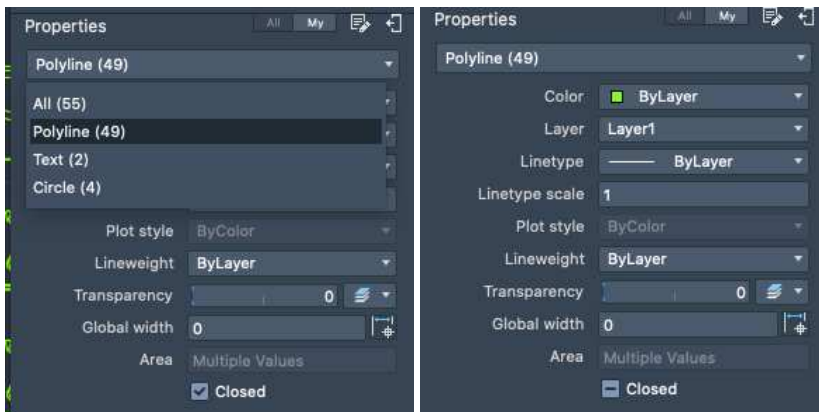 Properties
All
My
Polyline (49)
All (55)
Polyline (49)
Text (2)
Circle (4)
Plot style
ByColor
Lineweight
ByLayer
Transparency
0
Global width
0
Area
Multiple Values
Closed
Properties
All
My
Polyline (49)
Color
ByLayer
Layer
Layer1
Linetype
ByLayer
Linetype scale
1
Plot style
ByColor
Lineweight
ByLayer
Transparency
0
Global width
0
Area
Multiple Values
Closed